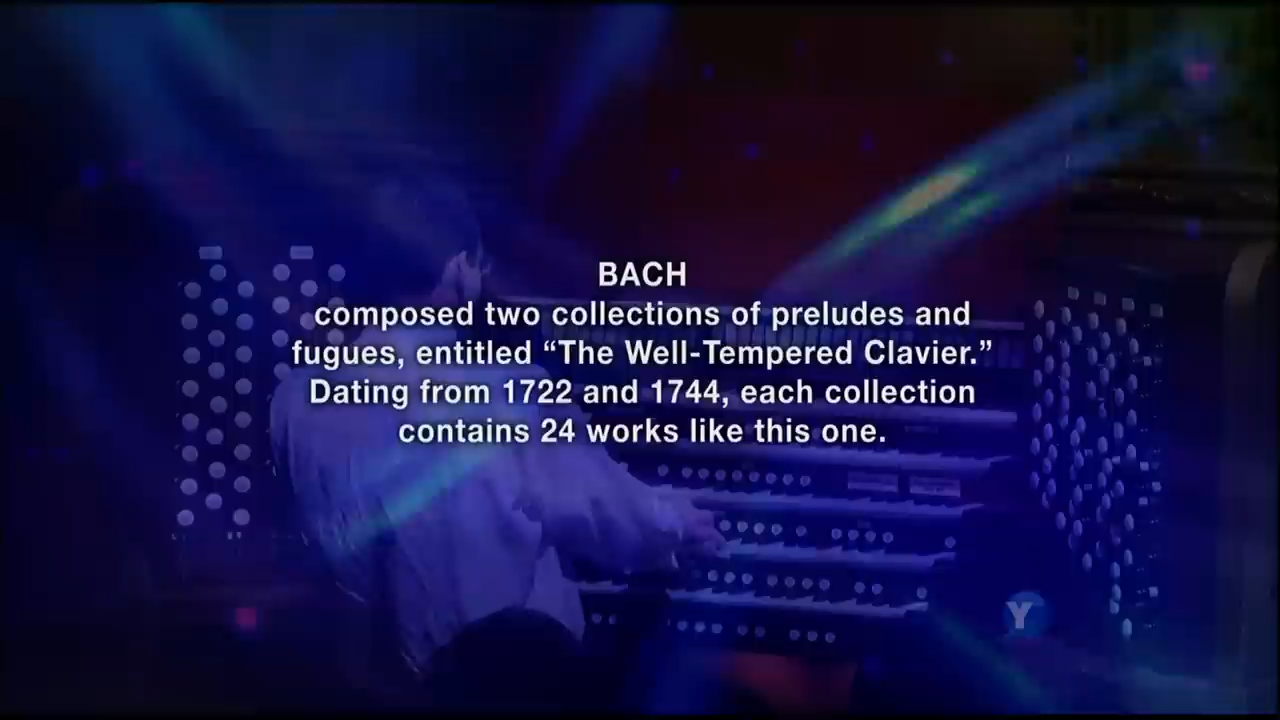 BACH
composed two collections of preludes and
fugues, entitled “The Well-Tempered Clavier.”
Dating from 1722 and 1744, each collection
contains 24 works like this one.
Y